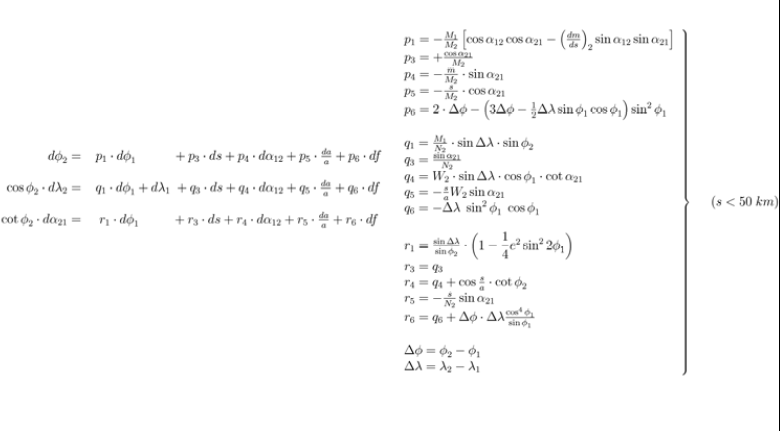 dϕ₂ = p₁ · dϕ₁ + p₃ · ds + p₄ · dα₁₂ + p₅ · da/a + p₆ · df
cos ϕ₂ · dλ₂ = q₁ · dϕ₁ + dλ₁ + q₃ · ds + q₄ · dα₁₂ + q₅ · da/a + q₆ · df
cot ϕ₂ · dα₂₁ = r₁ · dϕ₁ + r₃ · ds + r₄ · dα₁₂ + r₅ · da/a + r₆ · df
p₁ = −M₁/M₂ [cos α₁₂ cos α₂₁ − (dm/ds)₂ sin α₁₂ sin α₂₁]
p₃ = + cos α₂₁/M₂
p₄ = −m/M₂ · sin α₂₁
p₅ = −s/M₂ · cos α₂₁
p₆ = 2 · Δϕ − (3Δϕ − ½Δλ sin ϕ₁ cos ϕ₁) sin² ϕ₁
q₁ = M₁/N₂ · sin Δλ · sin ϕ₂
q₃ = sin α₂₁/N₂
q₄ = W₂ · sin Δλ · cos ϕ₁ · cot α₂₁
q₅ = −s/a W₂ sin α₂₁
q₆ = −Δλ sin² ϕ₁ cos ϕ₁
r₁ = sin Δλ/sin ϕ₂ · (1 − 1/4 e² sin² 2ϕ₁)
r₃ = q₃
r₄ = q₄ + cos s/a · cot ϕ₂
r₅ = −s/N₂ sin α₂₁
r₆ = q₆ + Δϕ · Δλ cos⁴ ϕ₁/sin ϕ₁
Δϕ = ϕ₂ − ϕ₁
Δλ = λ₂ − λ₁
(s < 50 km)